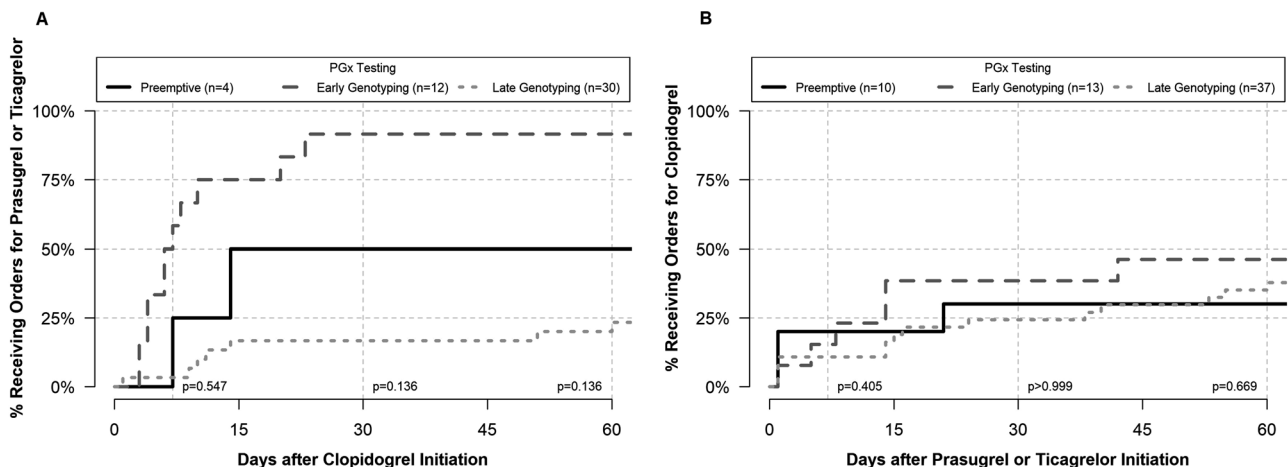 A
PGx Testing
Preemptive (n=4) Early Genotyping (n=12) Late Genotyping (n=30)
% Receiving Orders for Prasugrel or Ticagrelor
100%
75%
50%
25%
0%
p=0.547 p=0.136 p=0.136
0 15 30 45 60
Days after Clopidogrel Initiation
B
PGx Testing
Preemptive (n=10) Early Genotyping (n=13) Late Genotyping (n=37)
% Receiving Orders for Clopidogrel
100%
75%
50%
25%
0%
p=0.405 p>0.999 p=0.669
0 15 30 45 60
Days after Prasugrel or Ticagrelor Initiation